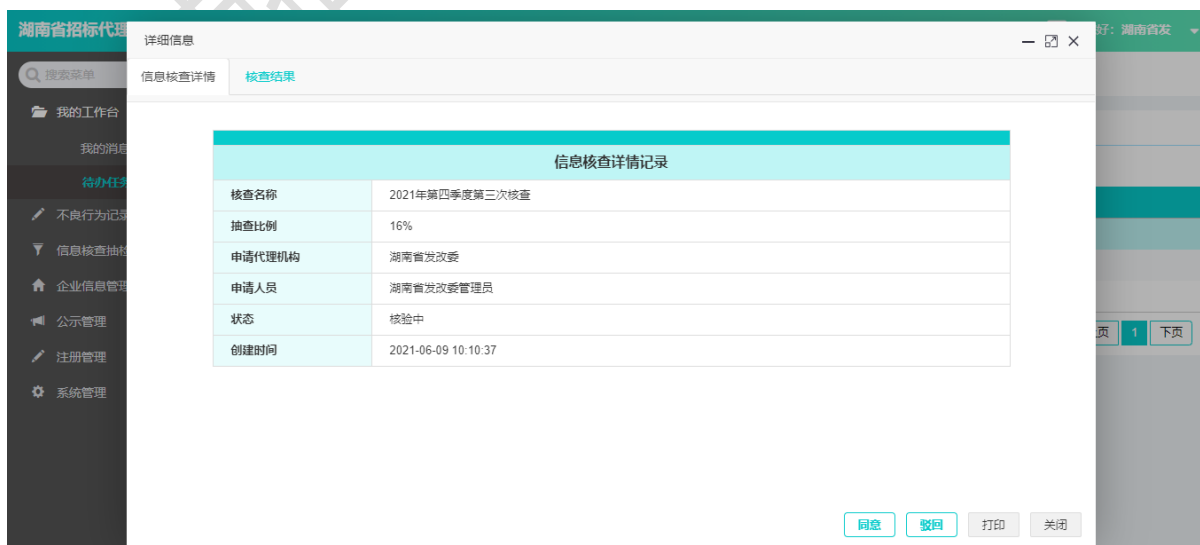 湖南省招标代理
好: 湖南省发
详细信息
搜索菜单
信息核查详情 核查结果
我的工作台
我的消息
待办任务
不良行为记录
信息核查抽检
企业信息管理
公示管理
注册管理
系统管理
信息核查详情记录
核查名称 2021年第四季度第三次核查
抽查比例 16%
申请代理机构 湖南省发改委
申请人员 湖南省发改委管理员
状态 核验中
创建时间 2021-06-09 10:10:37
页 1 下页
同意 驳回 打印 关闭